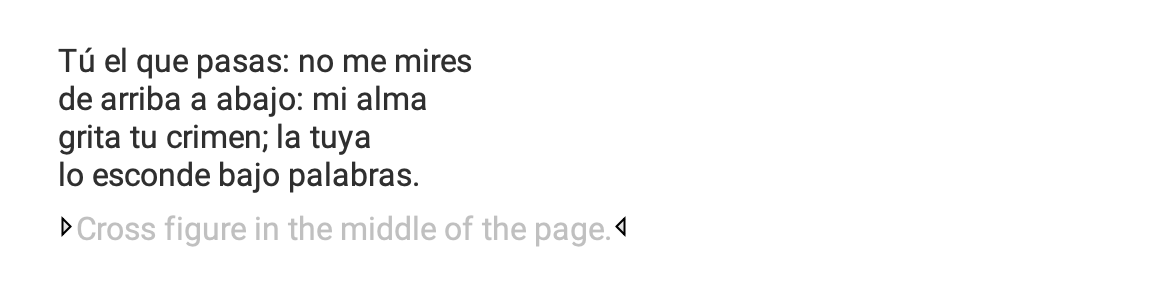 Tú el que pasas: no me mires
de arriba a abajo: mi alma
grita tu crimen; la tuya
lo esconde bajo palabras.
Cross figure in the middle of the page.